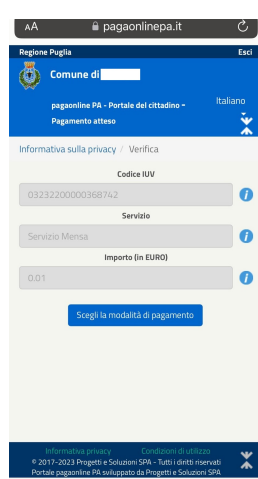 AA pagaonlinepa.it
Regione Puglia Esci
Comune di
pagaonline PA - Portale del cittadino -
Pagamento atteso
Italiano
Informativa sulla privacy / Verifica
Codice IUV
03232200000368742
Servizio
Servizio Mensa
Importo (in EURO)
0.01
Scegli la modalità di pagamento
Informativa privacy Condizioni di utilizzo
© 2017-2023 Progetti e Soluzioni SPA - Tutti i diritti riservati
Portale pagaonline PA sviluppato da Progetti e Soluzioni SPA